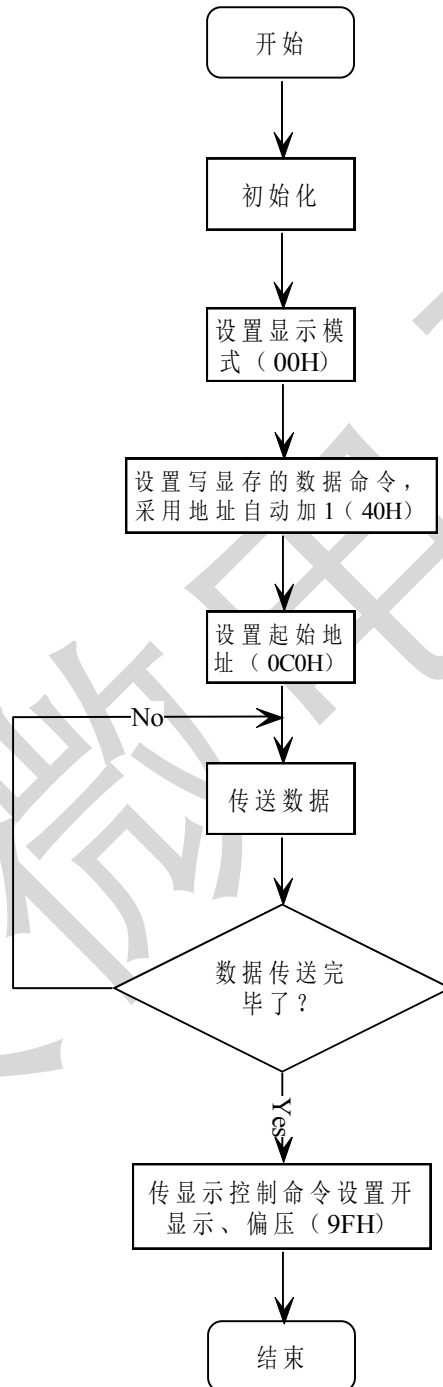 开始
初始化
设置显示模
式（00H）
设置写显存的数据命令，
采用地址自动加1（40H）
设置起始地
址（0C0H）
No
传送数据
数据传送完
毕了？
Yes
传显示控制命令设置开
显示、偏压（9FH）
结束